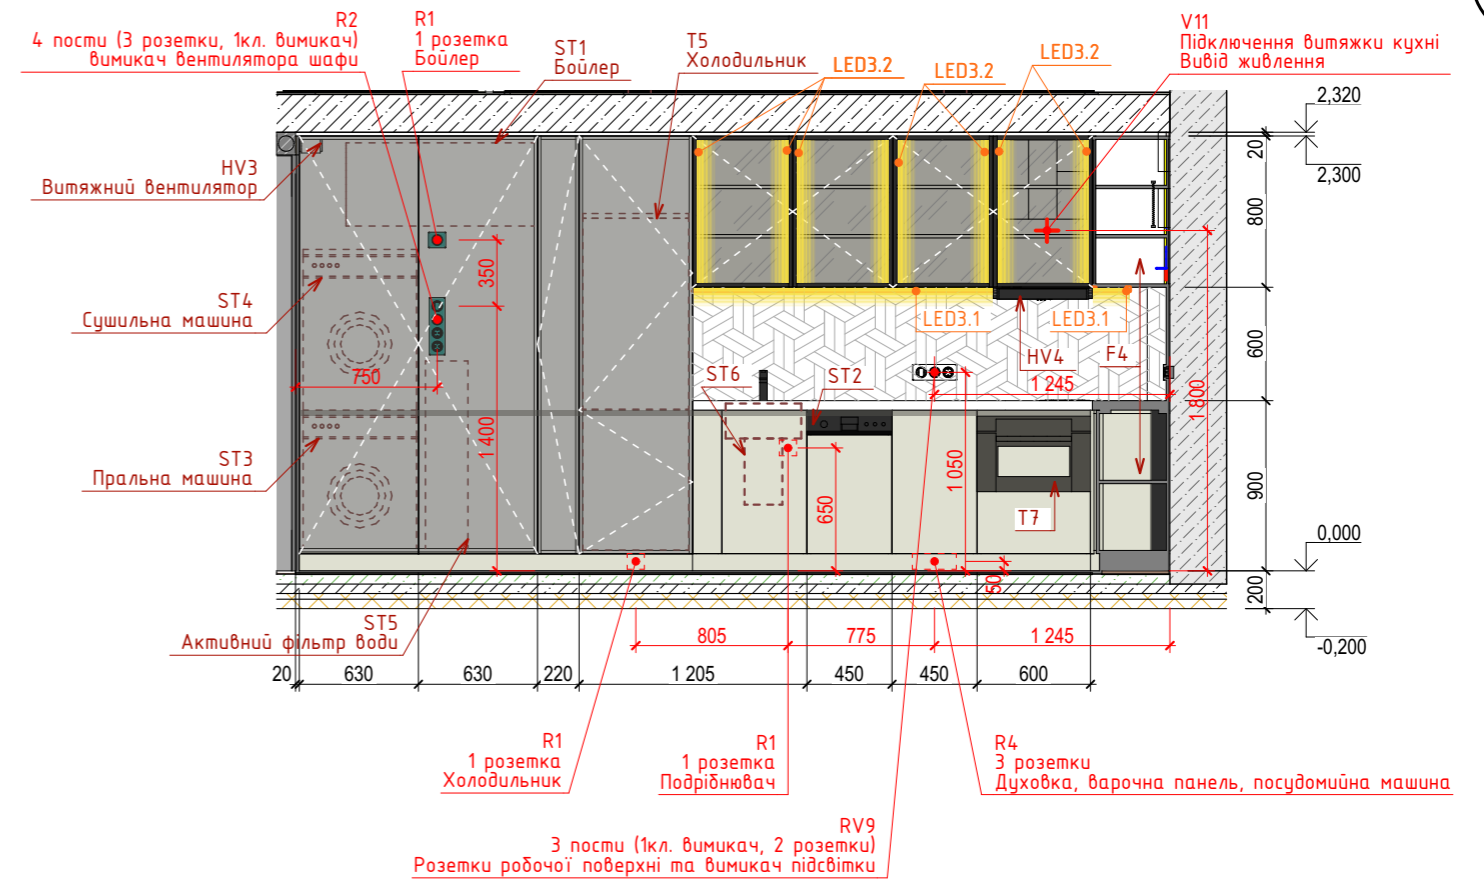 R2
4 пости (3 розетки, 1кл. вимикач)
вимикач вентилятора шафи
R1
1 розетка
Бойлер
ST1
Бойлер
T5
Холодильник
LED3.2
LED3.2
LED3.2
V11
Підключення витяжки кухні
Вивід живлення
2,320
20
2,300
HV3
Витяжний вентилятор
800
350
ST4
Сушильна машина
LED3.1
LED3.1
HV4
F4
600
750
ST6
ST2
1 245
1 800
1 400
ST3
Пральна машина
1 050
650
900
T7
0,000
50
200
ST5
Активний фільтр води
805
775
1 245
-0,200
20
630
630
220
1 205
450
450
600
R1
1 розетка
Холодильник
R1
1 розетка
Подрібнювач
R4
3 розетки
Духовка, варочна панель, посудомийна машина
RV9
3 пости (1кл. вимикач, 2 розетки)
Розетки робочої поверхні та вимикач підсвітки